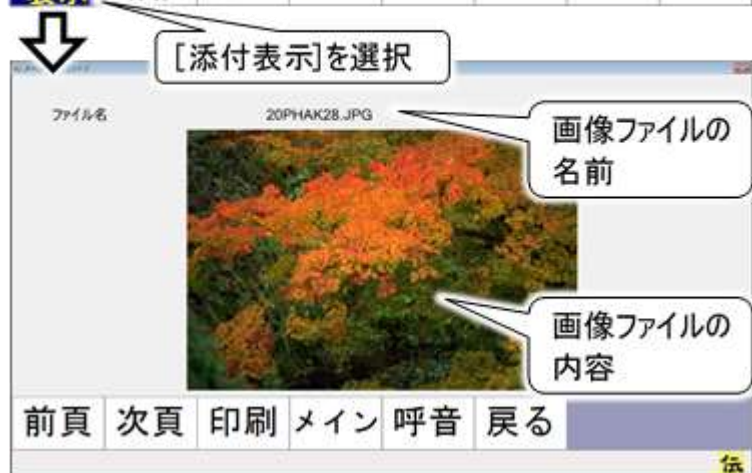 表示
[添付表示]を選択
ファイル名
20PHAK28.JPG
画像ファイルの
名前
画像ファイルの
内容
前頁 次頁 印刷 メイン 呼音 戻る
伝